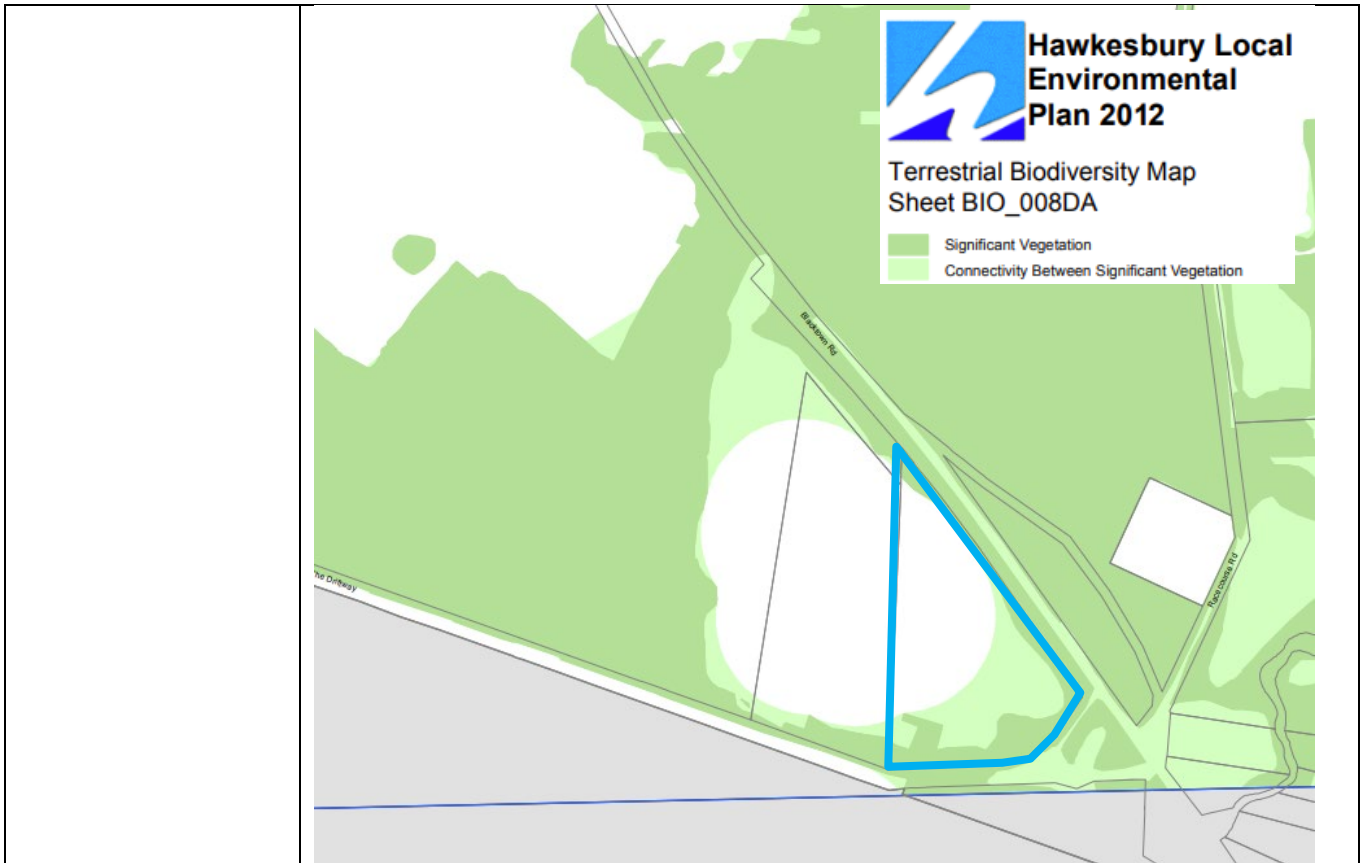 Hawkesbury Local
Environmental
Plan 2012
Terrestrial Biodiversity Map
Sheet BIO_008DA
Significant Vegetation
Connectivity Between Significant Vegetation
Blacktown Rd
The Driftway
Racecourse Rd